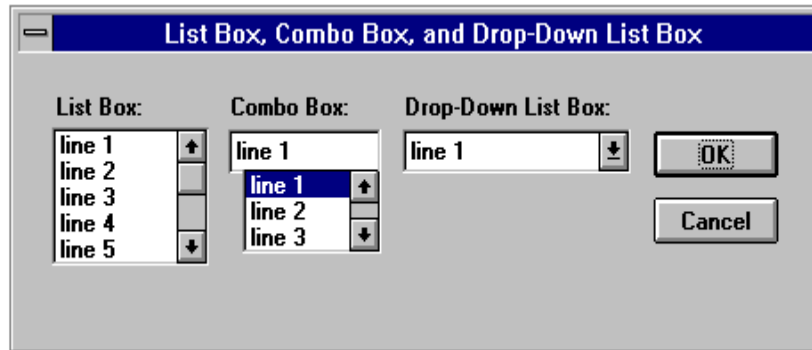 List Box, Combo Box, and Drop-Down List Box
List Box:
line 1
line 2
line 3
line 4
line 5
Combo Box:
line 1
line 1
line 2
line 3
Drop-Down List Box:
line 1
OK
Cancel